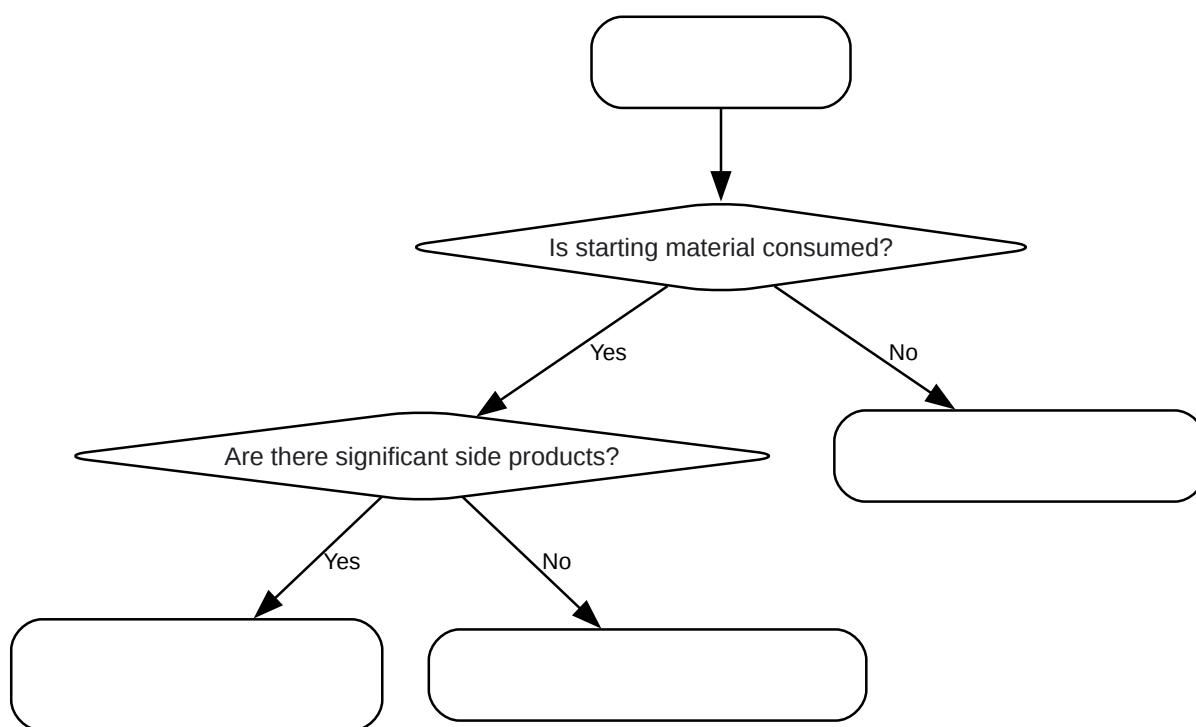 Is starting material consumed?
Yes
No
Are there significant side products?
Yes
No